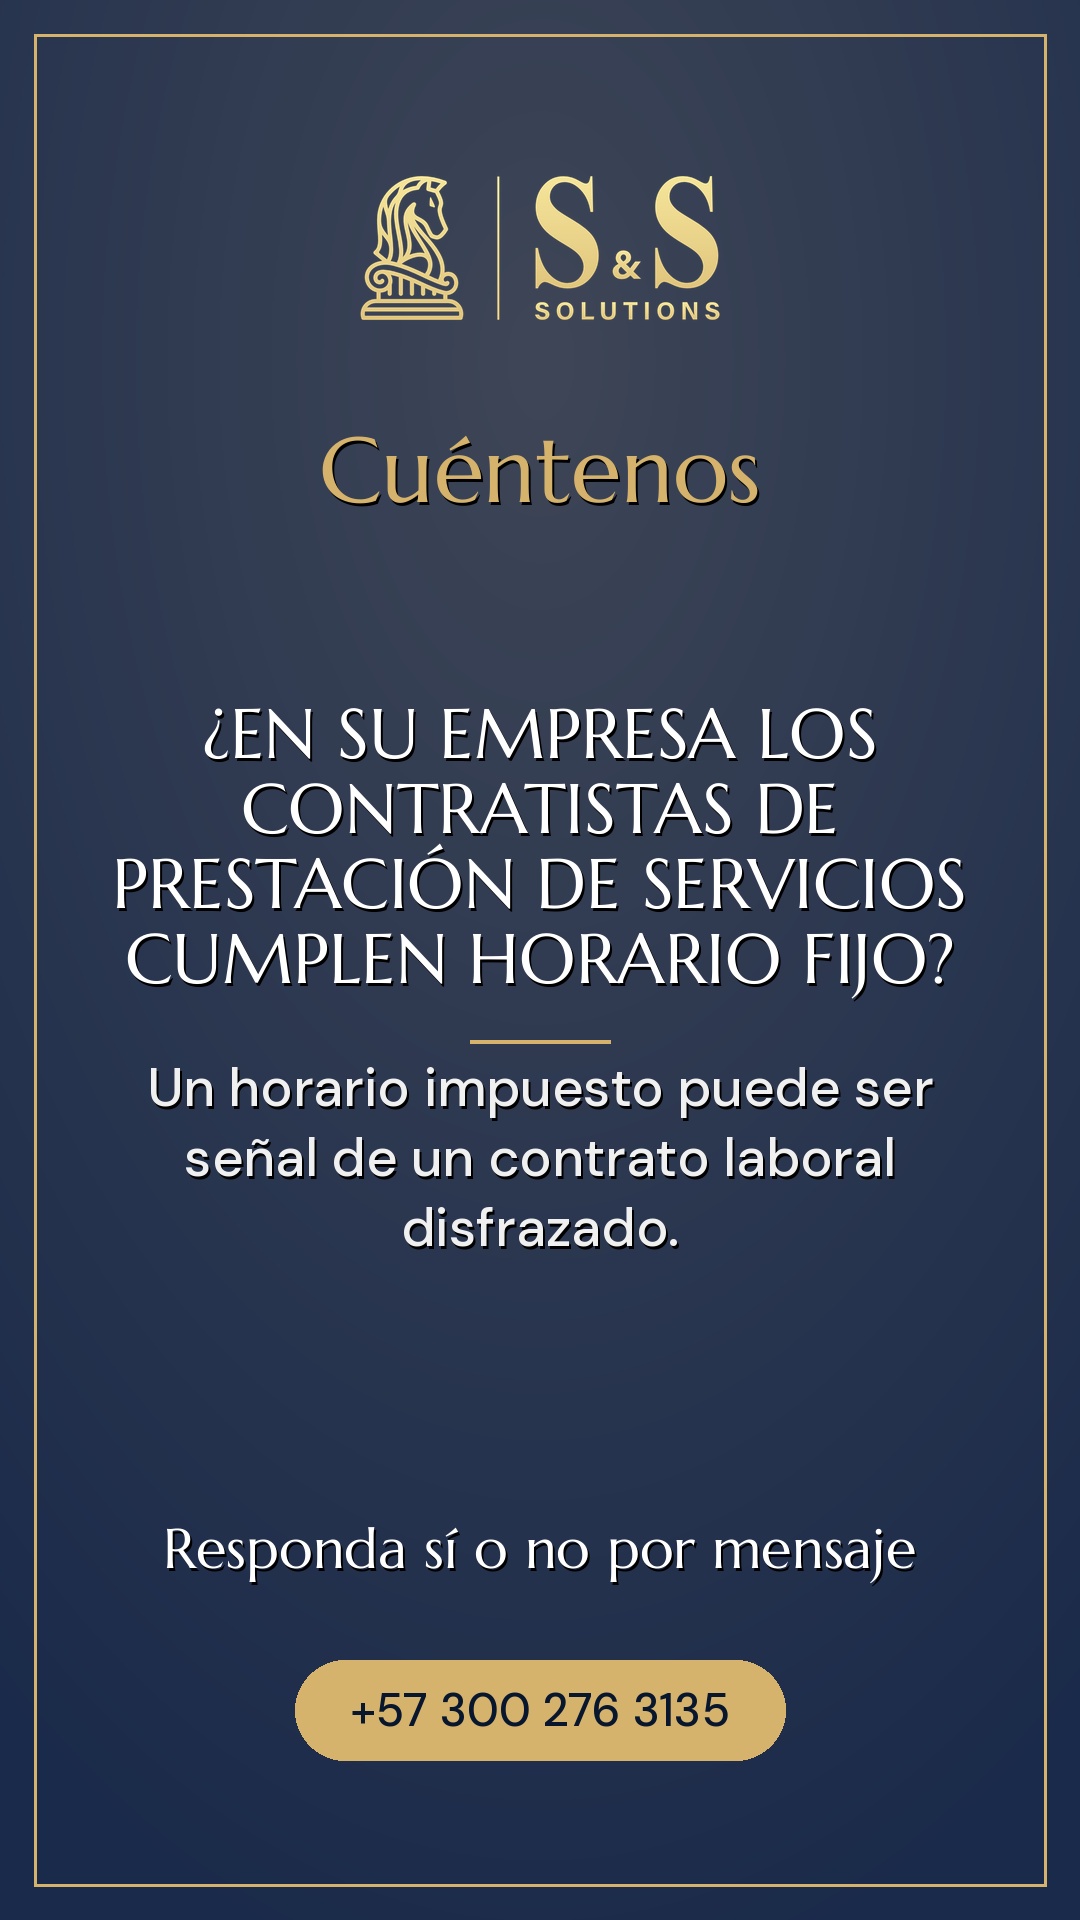 S&S
SOLUTIONS
Cuéntenos
¿EN SU EMPRESA LOS
CONTRATISTAS DE
PRESTACIÓN DE SERVICIOS
CUMPLEN HORARIO FIJO?
Un horario impuesto puede ser
señal de un contrato laboral
disfrazado.
Responda sí o no por mensaje
+57 300 276 3135